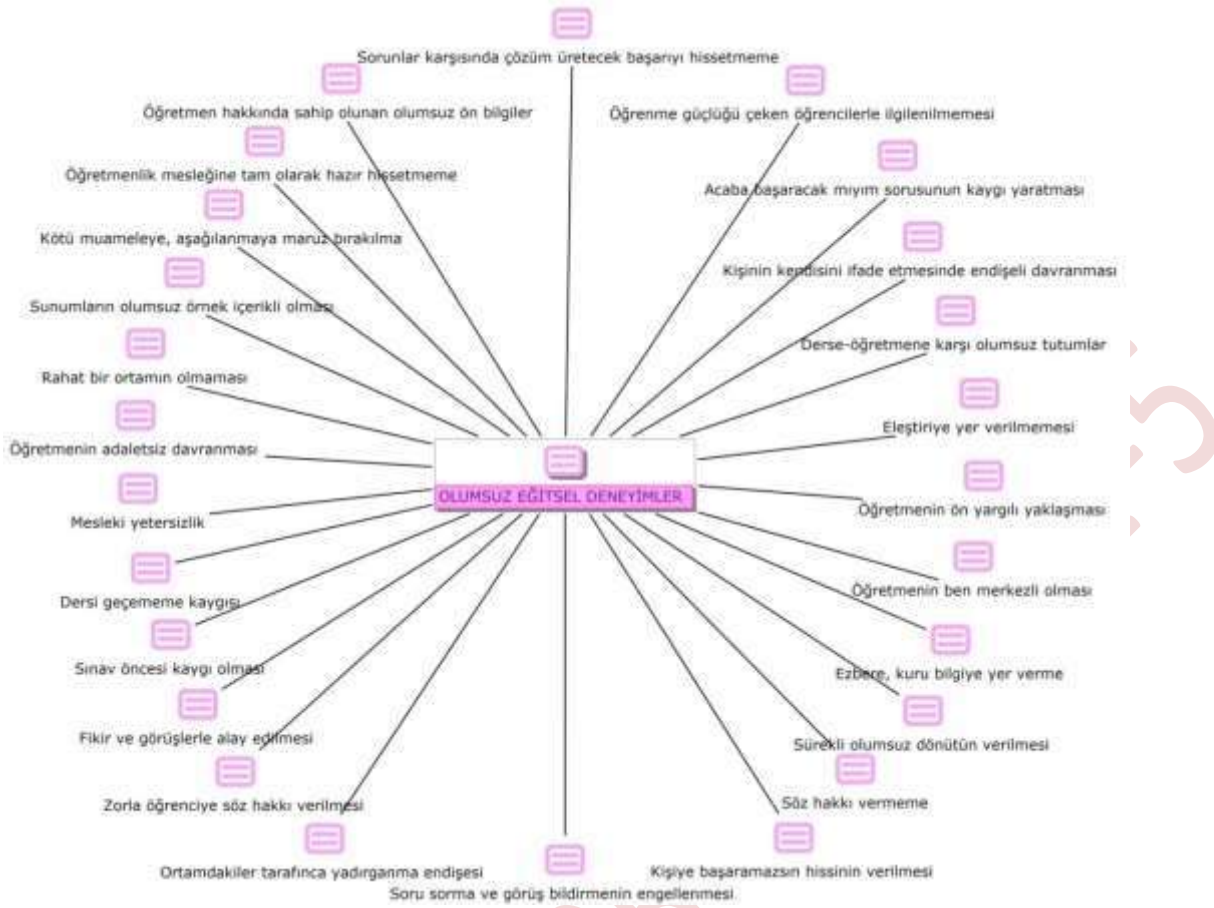 Sorunlar karşısında çözüm üretecek başarıyı hissetmeme
Öğretmen hakkında sahip olunan olumsuz ön bilgiler
Öğrenme güçlüğü çeken öğrencilerle ilgilenilmemesi
Öğretmenlik mesleğine tam olarak hazır hissetmeme
Acaba başaracak mıyım sorusunun kaygı yaratması
Kötü muameleye, aşağılanmaya maruz bırakılma
Kişinin kendisini ifade etmesinde endişeli davranması
Sunumların olumsuz örnek içerikli olması
Derse-öğretmene karşı olumsuz tutumlar
Rahat bir ortamın olmaması
Eleştiriye yer verilmemesi
Öğretmenin adaletsiz davranması
OLUMSUZ EĞİTSEL DENEYİMLER
Öğretmenin ön yargılı yaklaşması
Mesleki yetersizlik
Öğretmenin ben merkezli olması
Dersi geçememe kaygısı
Sınav öncesi kaygı olması
Ezbere, kuru bilgiye yer verme
Fikir ve görüşlerle alay edilmesi
Sürekli olumsuz dönütün verilmesi
Zorla öğrenciye söz hakkı verilmesi
Söz hakkı vermeme
Ortamdakiler tarafınca yadırganma endişesi
Kişiye başaramazsın hissinin verilmesi
Soru sorma ve görüş bildirmenin engellenmesi